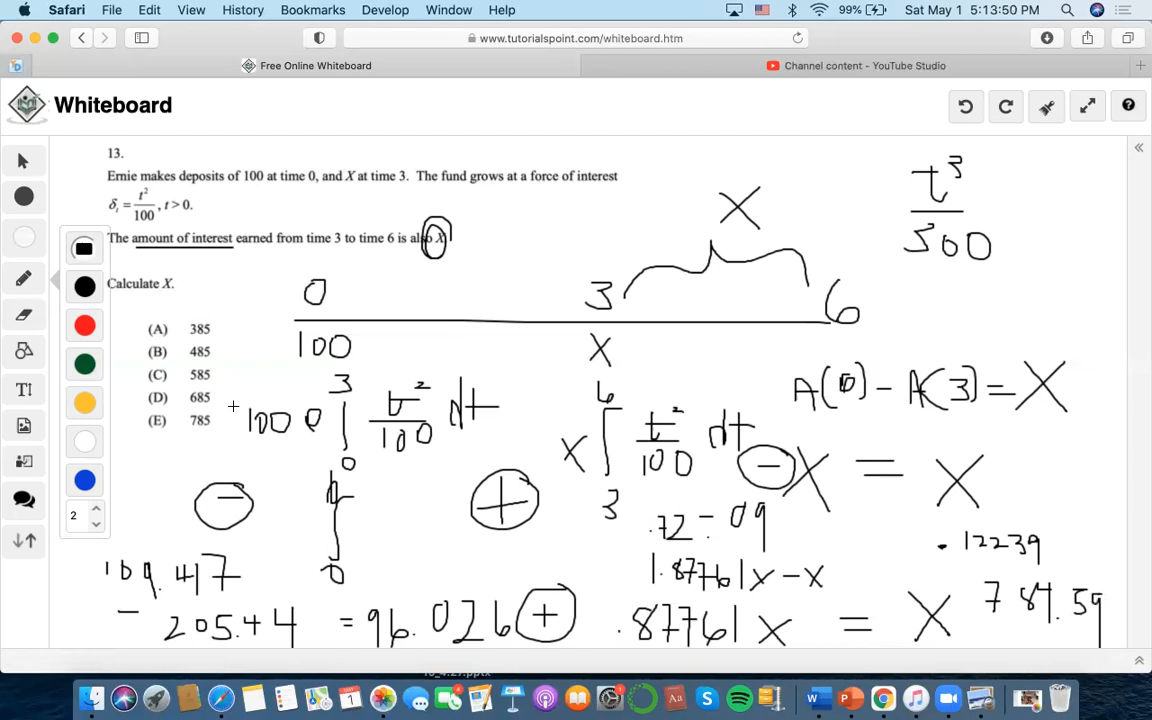 Safari File Edit View History Bookmarks Develop Window Help 99% Sat May 1 5:13:50 PM
www.tutorialspoint.com/whiteboard.htm
Free Online Whiteboard Channel content - YouTube Studio
Whiteboard
13.
Ernie makes deposits of 100 at time 0, and X at time 3. The fund grows at a force of interest
δt = t²/100, t > 0.
The amount of interest earned from time 3 to time 6 is also X.
Calculate X.
(A) 385
(B) 485
(C) 585
(D) 685
(E) 785
X
t³/300
0 3 6
100 X
100 e ∫ 3 0 t²/100 dt
X ∫ 6 3 t²/100 dt
A(6) - A(3) = X
- X = X
- +
.72 - .09
.12239
1.87761x - x
784.59
109.417
- 205.44 = 96.026 + .87761x = X
2
T